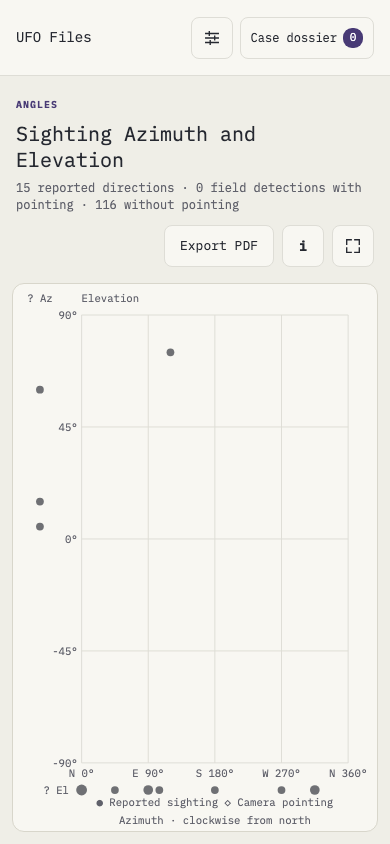 UFO Files
Case dossier 0
ANGLES
Sighting Azimuth and
Elevation
15 reported directions · 0 field detections with
pointing · 116 without pointing
Export PDF
i
? Az Elevation
90°
45°
0°
-45°
-90°
N 0° E 90° S 180° W 270° N 360°
? El
● Reported sighting ◇ Camera pointing
Azimuth · clockwise from north